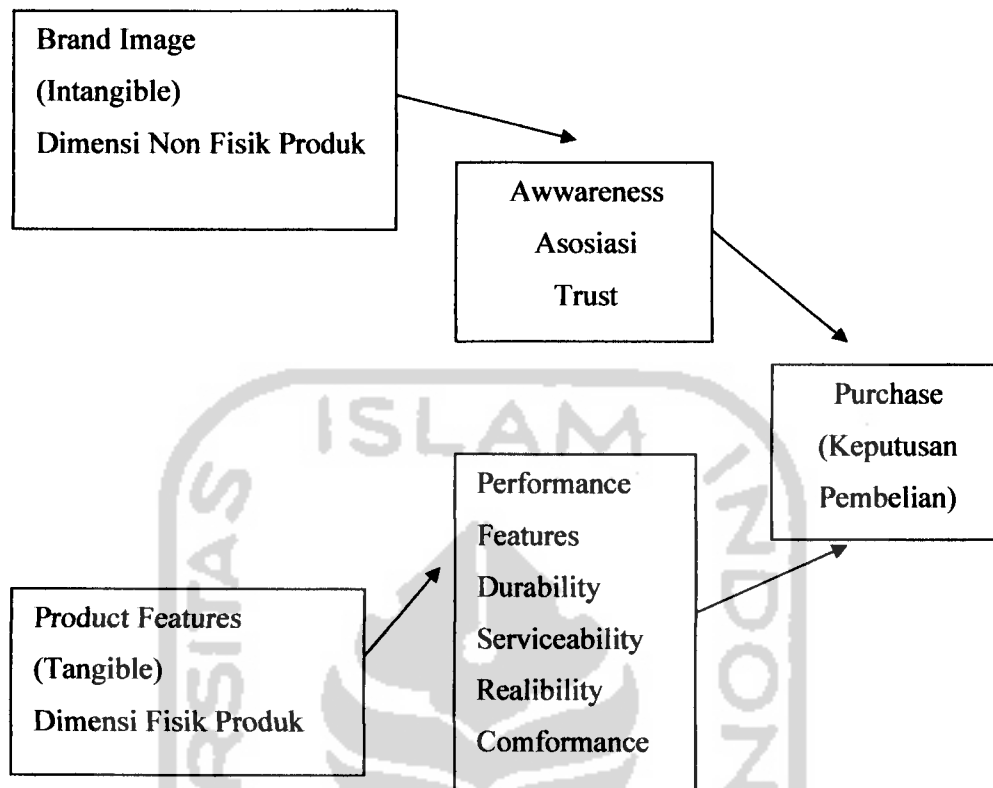 Brand Image
(Intangible)
Dimensi Non Fisik Produk
Awwareness
Asosiasi
Trust
Purchase
(Keputusan
Pembelian)
Performance
Features
Durability
Serviceability
Realibility
Comformance
Product Features
(Tangible)
Dimensi Fisik Produk
ISLAM